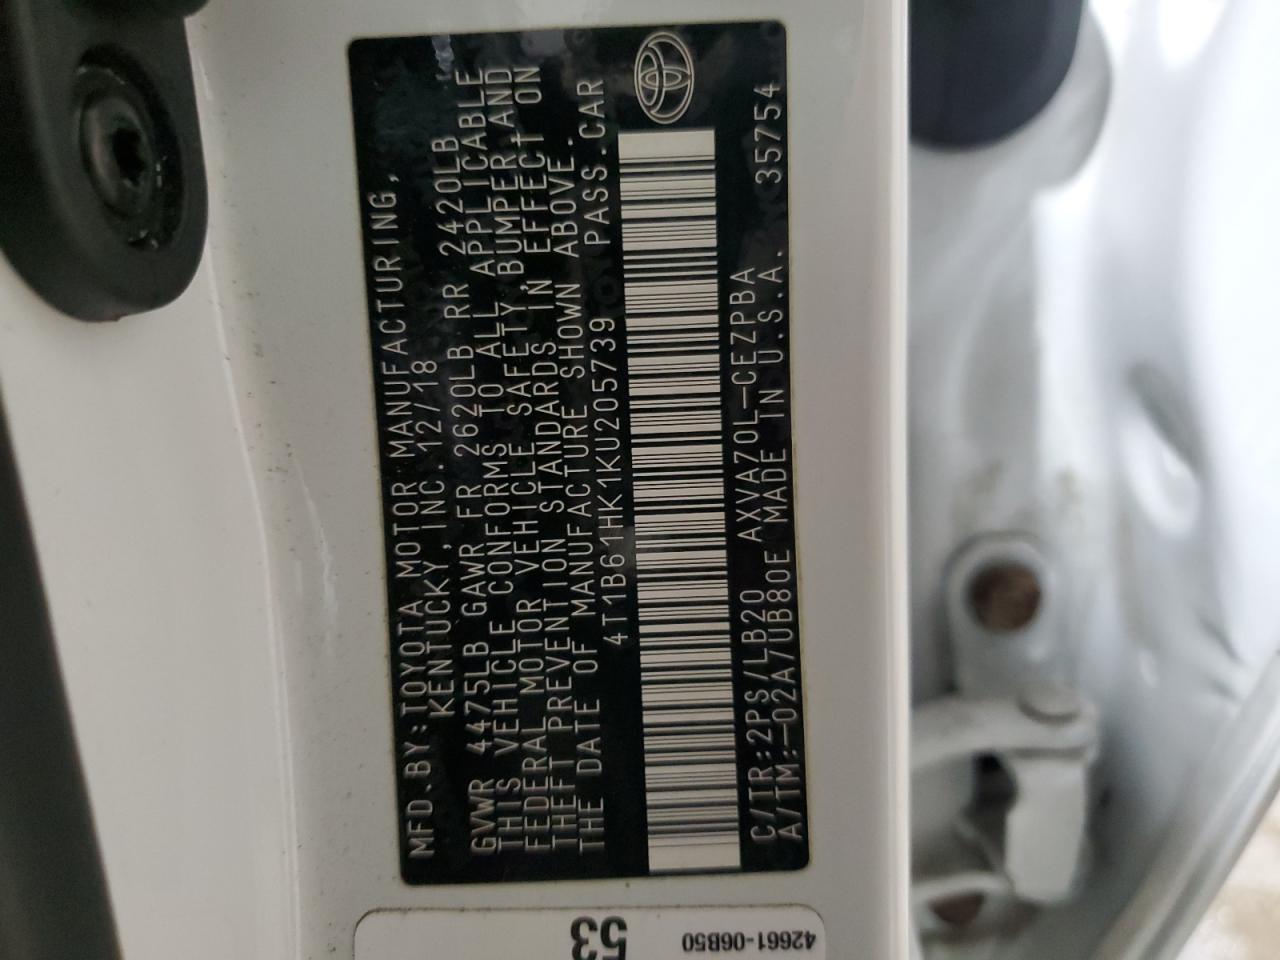 MFD.BY:TOYOTA MOTOR MANUFACTURING,
KENTUCKY, INC. 12/18
GVWR 4475LB GAWR FR 2620LB RR 2420LB
THIS VEHICLE CONFORMS TO ALL APPLICABLE
FEDERAL MOTOR VEHICLE SAFETY,BUMPER,AND
THEFT PREVENTION STANDARDS IN EFFECT ON
THE DATE OF MANUFACTURE SHOWN ABOVE.
4T1B61HK1KU205739 PASS.CAR
C/TR:2PS/LB20 AXVA70L-CEZPBA
A/TM:-02A/UB80E MADE IN U.S.A. 35754
53
42661-06B50